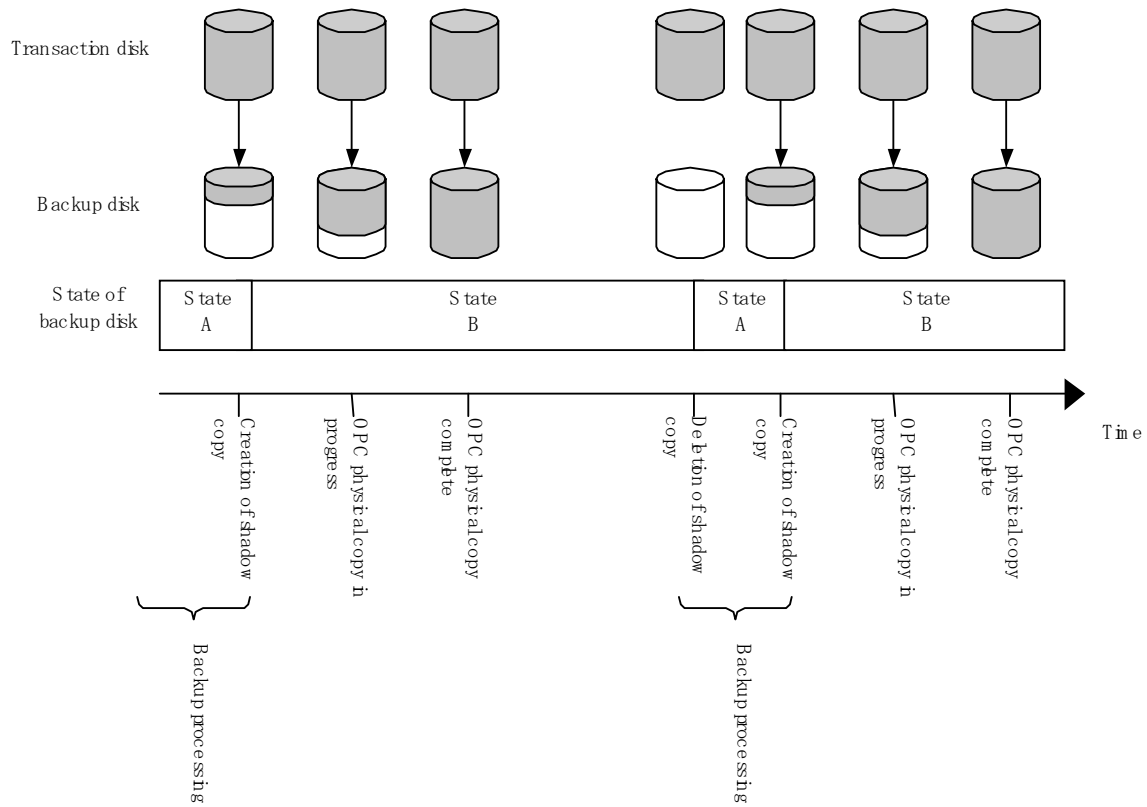 Transaction disk
Backup disk
State of
backup disk
State
A
State
B
State
A
State
B
Time
Creation of shadow
copy
OPC physical copy in
progress
OPC physical copy
complete
Deletion of shadow
copy
Creation of shadow
copy
OPC physical copy in
progress
OPC physical copy
complete
Backup processing
Backup processing